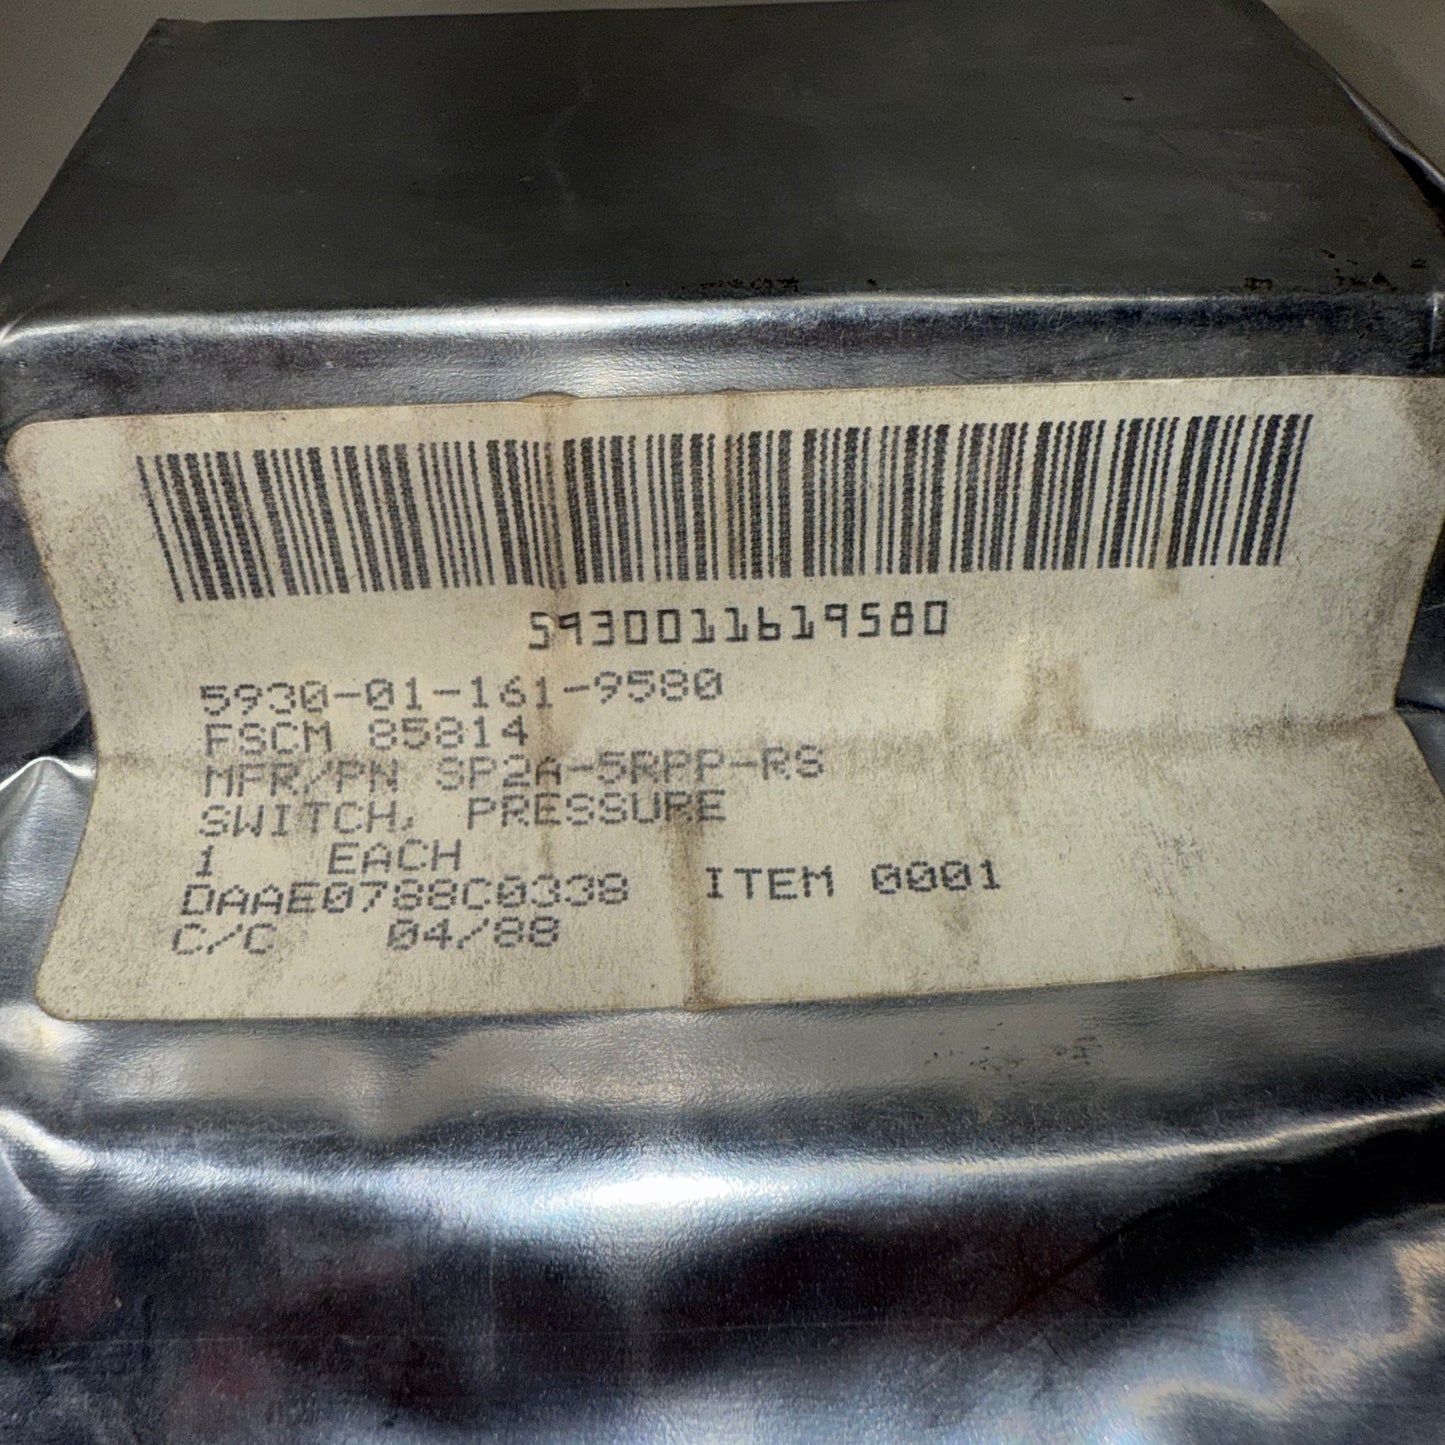 5930011619580
5930-01-161-9580
FSCM 85814
MFR/PN SP2A-5RPP-RS
SWITCH, PRESSURE
1 EACH
DAAE0788C0338 ITEM 0001
C/C 04/88